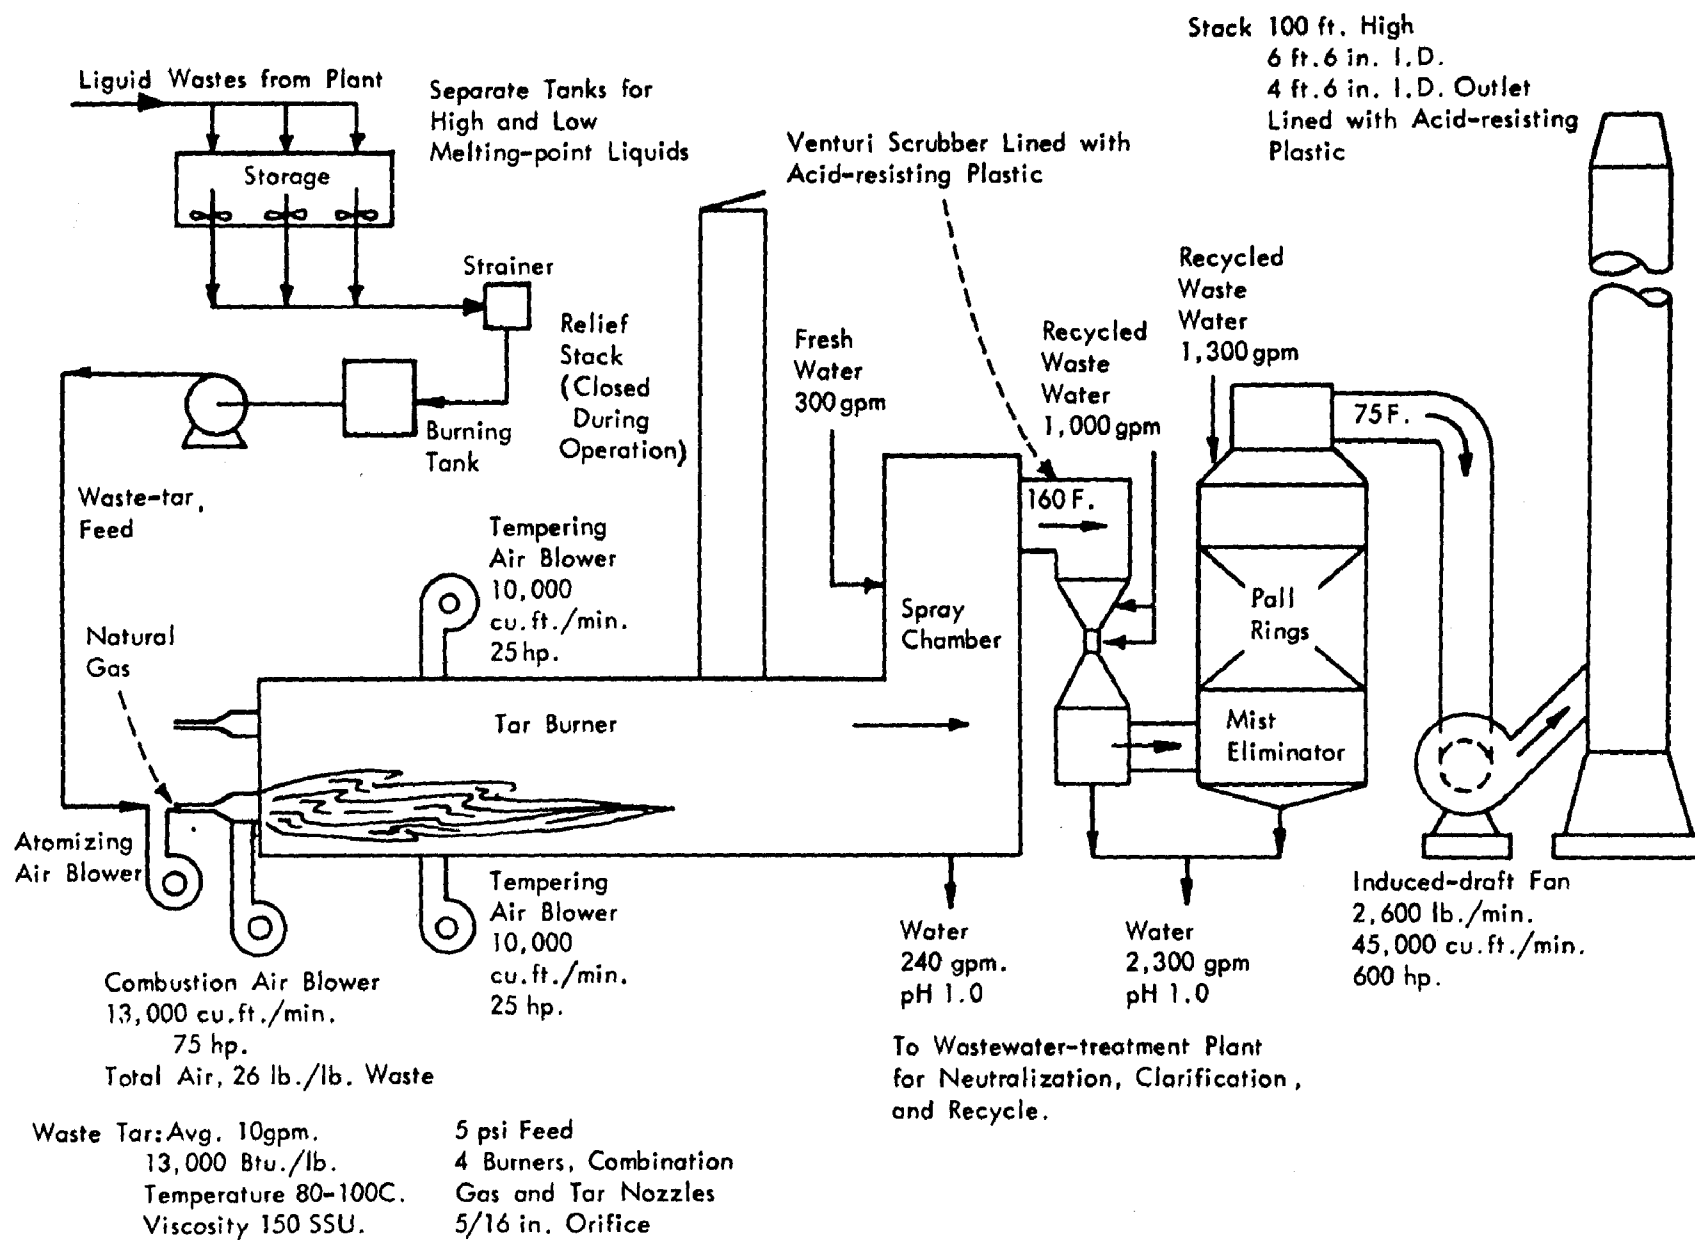 Stack 100 ft. High
6 ft.6 in. I.D.
4 ft.6 in. I.D. Outlet
Lined with Acid-resisting
Plastic
Liquid Wastes from Plant
Separate Tanks for
High and Low
Melting-point Liquids
Storage
Venturi Scrubber Lined with
Acid-resisting Plastic
Strainer
Relief
Stack
(Closed
During
Operation)
Burning
Tank
Fresh
Water
300 gpm
Recycled
Waste
Water
1,000 gpm
Recycled
Waste
Water
1,300 gpm
75 F.
160 F.
Waste-tar,
Feed
Tempering
Air Blower
10,000
cu.ft./min.
25 hp.
Natural
Gas
Spray
Chamber
Pall
Rings
Tar Burner
Mist
Eliminator
Atomizing
Air Blower
Tempering
Air Blower
10,000
cu.ft./min.
25 hp.
Combustion Air Blower
13,000 cu.ft./min.
75 hp.
Total Air, 26 lb./lb. Waste
Water
240 gpm.
pH 1.0
Water
2,300 gpm
pH 1.0
Induced-draft Fan
2,600 lb./min.
45,000 cu.ft./min.
600 hp.
To Wastewater-treatment Plant
for Neutralization, Clarification,
and Recycle.
Waste Tar: Avg. 10gpm.
13,000 Btu./lb.
Temperature 80-100C.
Viscosity 150 SSU.
5 psi Feed
4 Burners, Combination
Gas and Tar Nozzles
5/16 in. Orifice